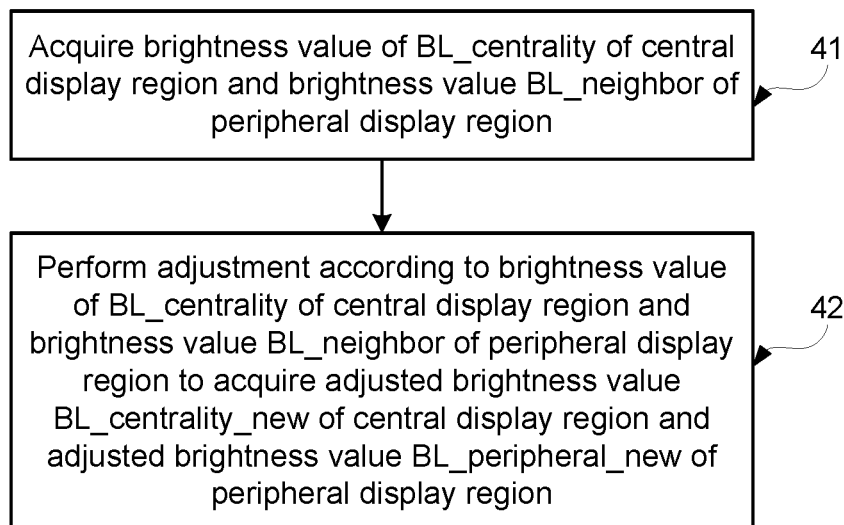 Acquire brightness value of BL_centrality of central
display region and brightness value BL_neighbor of
peripheral display region
41
Perform adjustment according to brightness value
of BL_centrality of central display region and
brightness value BL_neighbor of peripheral display
region to acquire adjusted brightness value
BL_centrality_new of central display region and
adjusted brightness value BL_peripheral_new of
peripheral display region
42